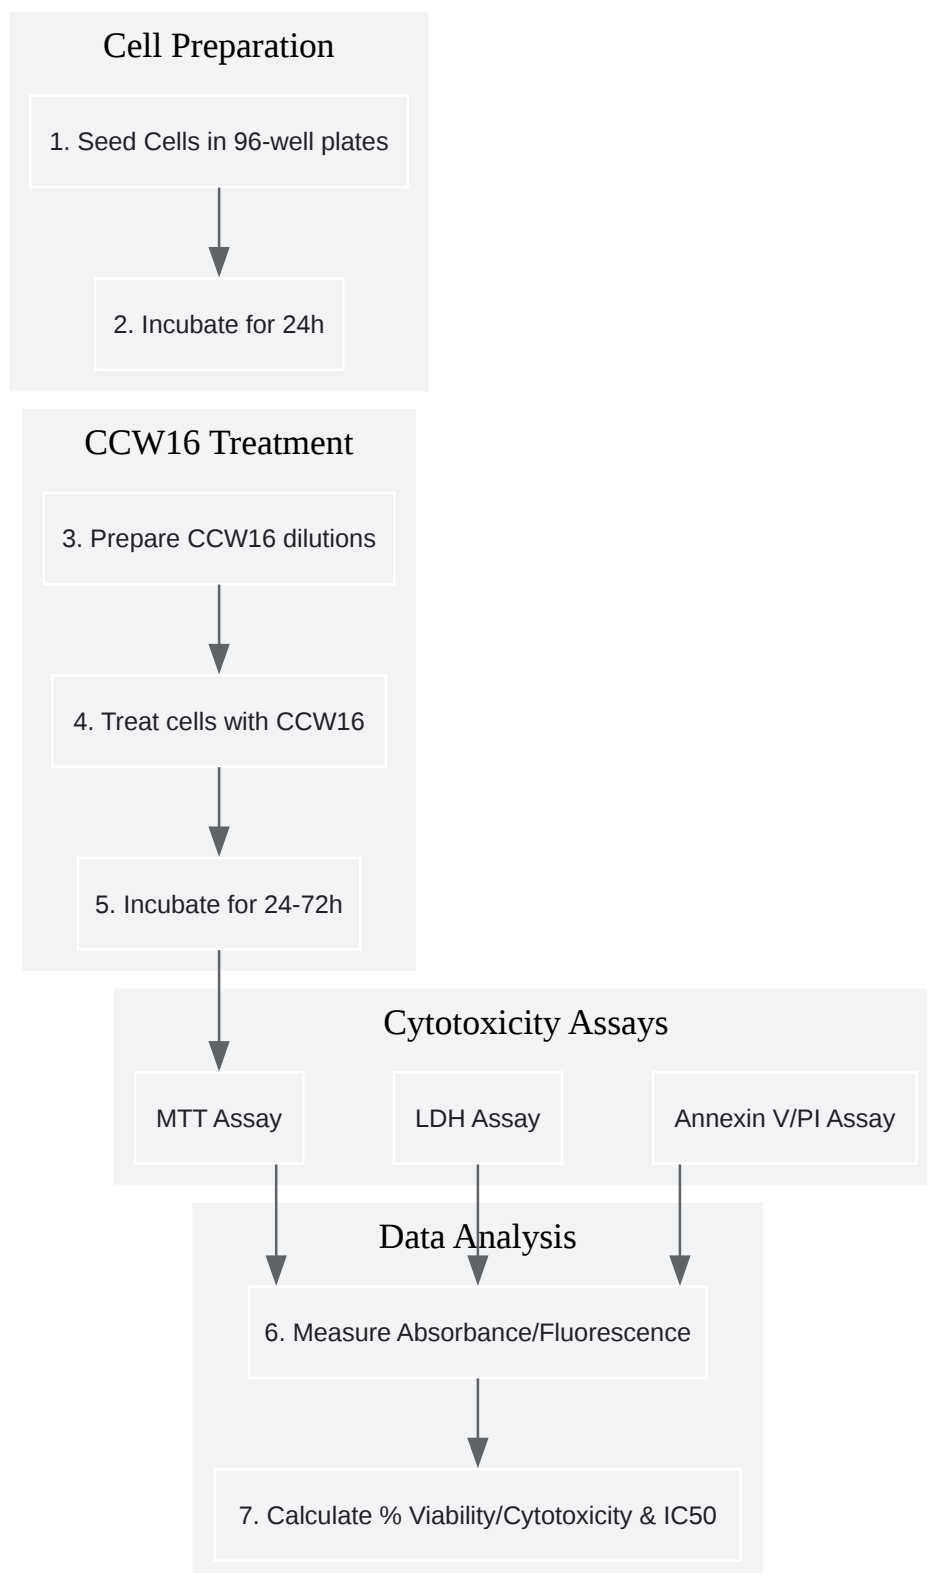 Cell Preparation
1. Seed Cells in 96-well plates
2. Incubate for 24h
CCW16 Treatment
3. Prepare CCW16 dilutions
4. Treat cells with CCW16
5. Incubate for 24-72h
Cytotoxicity Assays
MTT Assay
LDH Assay
Annexin V/PI Assay
Data Analysis
6. Measure Absorbance/Fluorescence
7. Calculate % Viability/Cytotoxicity & IC50